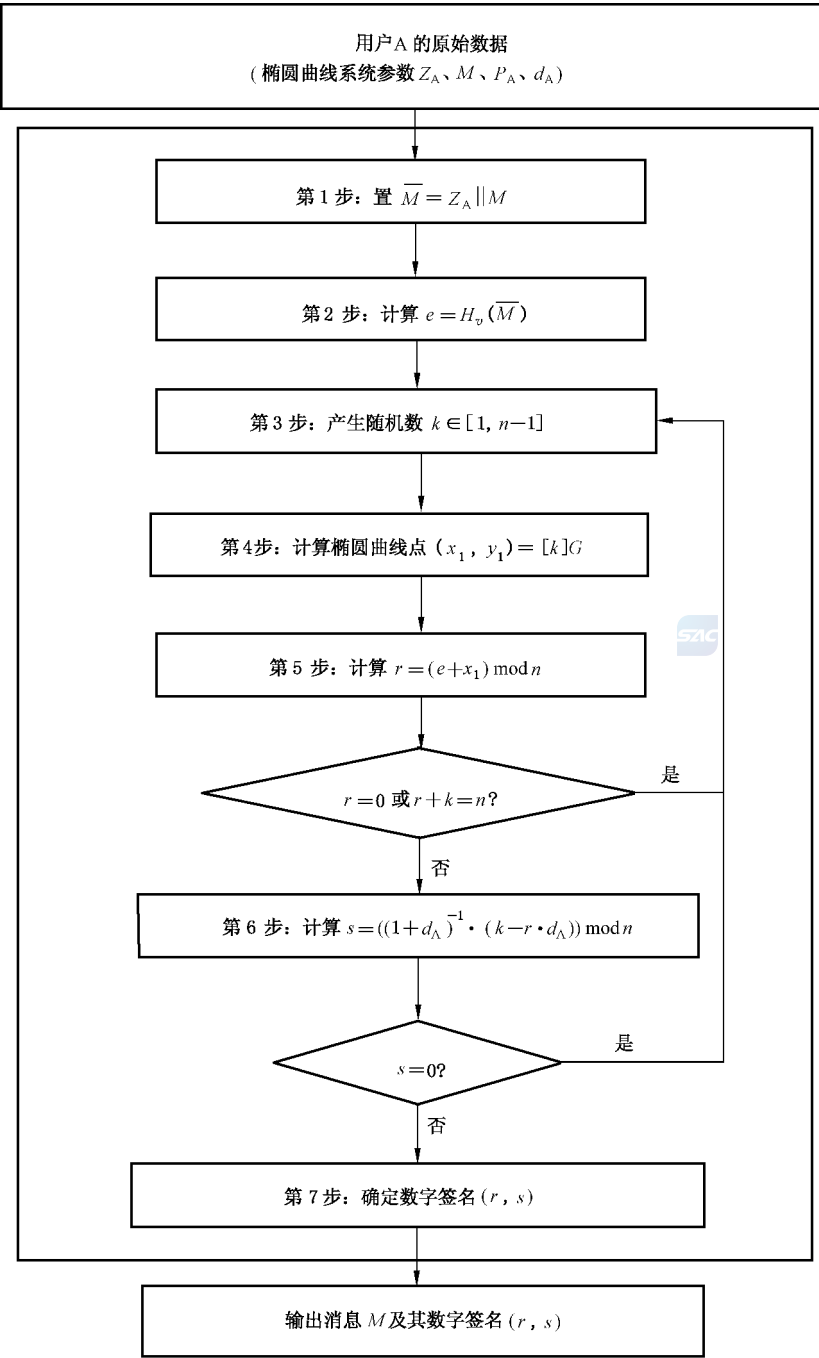 用户A 的原始数据
(椭圆曲线系统参数 Z_A、M、P_A、d_A)
第1步：置 M̅=Z_A||M
第2 步：计算 e=H_v(M̅)
第3 步：产生随机数 k∈[1, n−1]
第4步：计算椭圆曲线点 (x_1, y_1)=[k]G
SAC
第5 步：计算 r=(e+x_1) mod n
是
r=0 或 r+k=n?
否
第6 步：计算 s=((1+d_A)^{-1}·(k−r·d_A)) mod n
是
s=0?
否
第7步：确定数字签名(r, s)
输出消息 M及其数字签名(r, s)